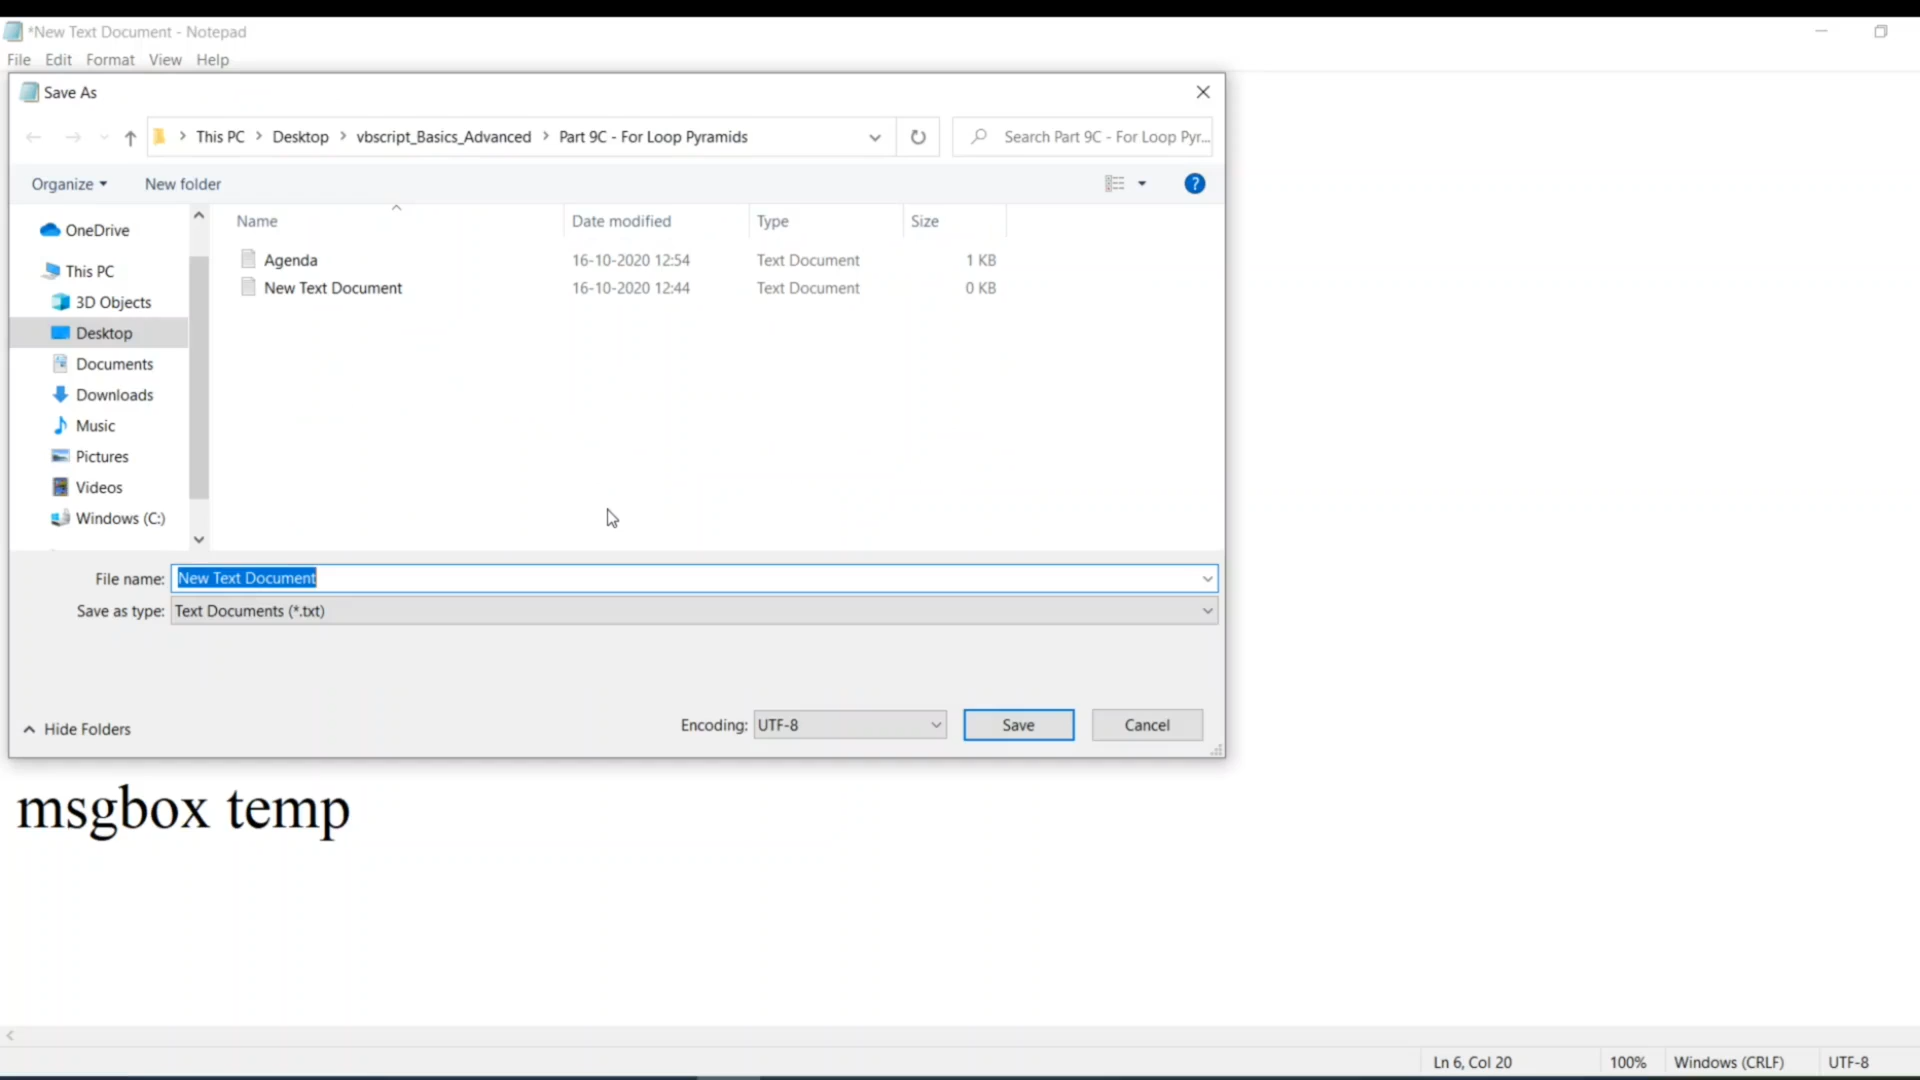 *New Text Document - Notepad
File Edit Format View Help
Save As
This PC > Desktop > vbscript_Basics_Advanced > Part 9C - For Loop Pyramids
Search Part 9C - For Loop Pyr...
Organize New folder
?
Name Date modified Type Size
Agenda 16-10-2020 12:54 Text Document 1 KB
New Text Document 16-10-2020 12:44 Text Document 0 KB
OneDrive
This PC
3D Objects
Desktop
Documents
Downloads
Music
Pictures
Videos
Windows (C:)
File name: New Text Document
Save as type: Text Documents (*.txt)
Hide Folders
Encoding: UTF-8 Save Cancel
msgbox temp
Ln 6, Col 20 100% Windows (CRLF) UTF-8